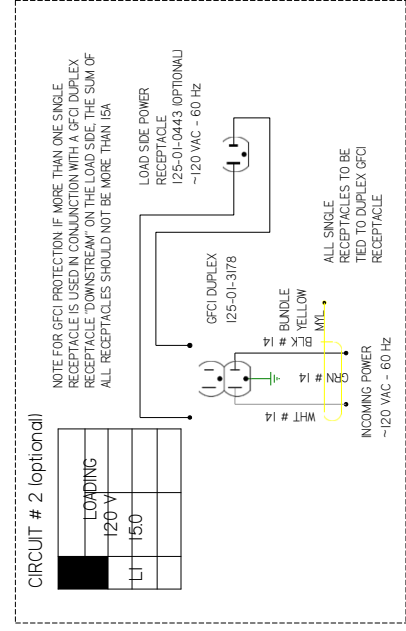 CIRCUIT # 2 (optional)
LOADING
120 V
L1
15.0
NOTE FOR GFCI PROTECTION: IF MORE THAN ONE SINGLE
RECEPTACLE IS USED IN CONJUNCTION WITH A GFCI DUPLEX
RECEPTACLE "DOWNSTREAM" ON THE LOAD SIDE, THE SUM OF
ALL RECEPTACLES SHOULD NOT BE MORE THAN 15A
LOAD SIDE POWER
RECEPTACLE
125-01-0443 (OPTIONAL)
~120 VAC - 60 Hz
GFCI DUPLEX
125-01-3178
WHT # 14
GRN # 14
BLK # 14
BUNDLE
YELLOW
MYL
INCOMING POWER
~120 VAC - 60 Hz
ALL SINGLE
RECEPTACLES TO BE
TIED TO DUPLEX GFCI
RECEPTACLE